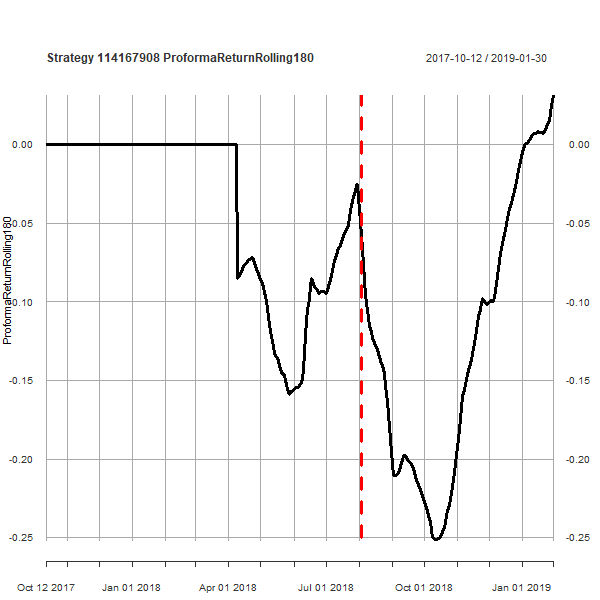 Strategy 114167908 ProformaReturnRolling180
2017-10-12 / 2019-01-30
ProformaReturnRolling180
0.00
0.00
-0.05
-0.05
-0.10
-0.10
-0.15
-0.15
-0.20
-0.20
-0.25
-0.25
Oct 12 2017
Jan 01 2018
Apr 01 2018
Jul 01 2018
Oct 01 2018
Jan 01 2019